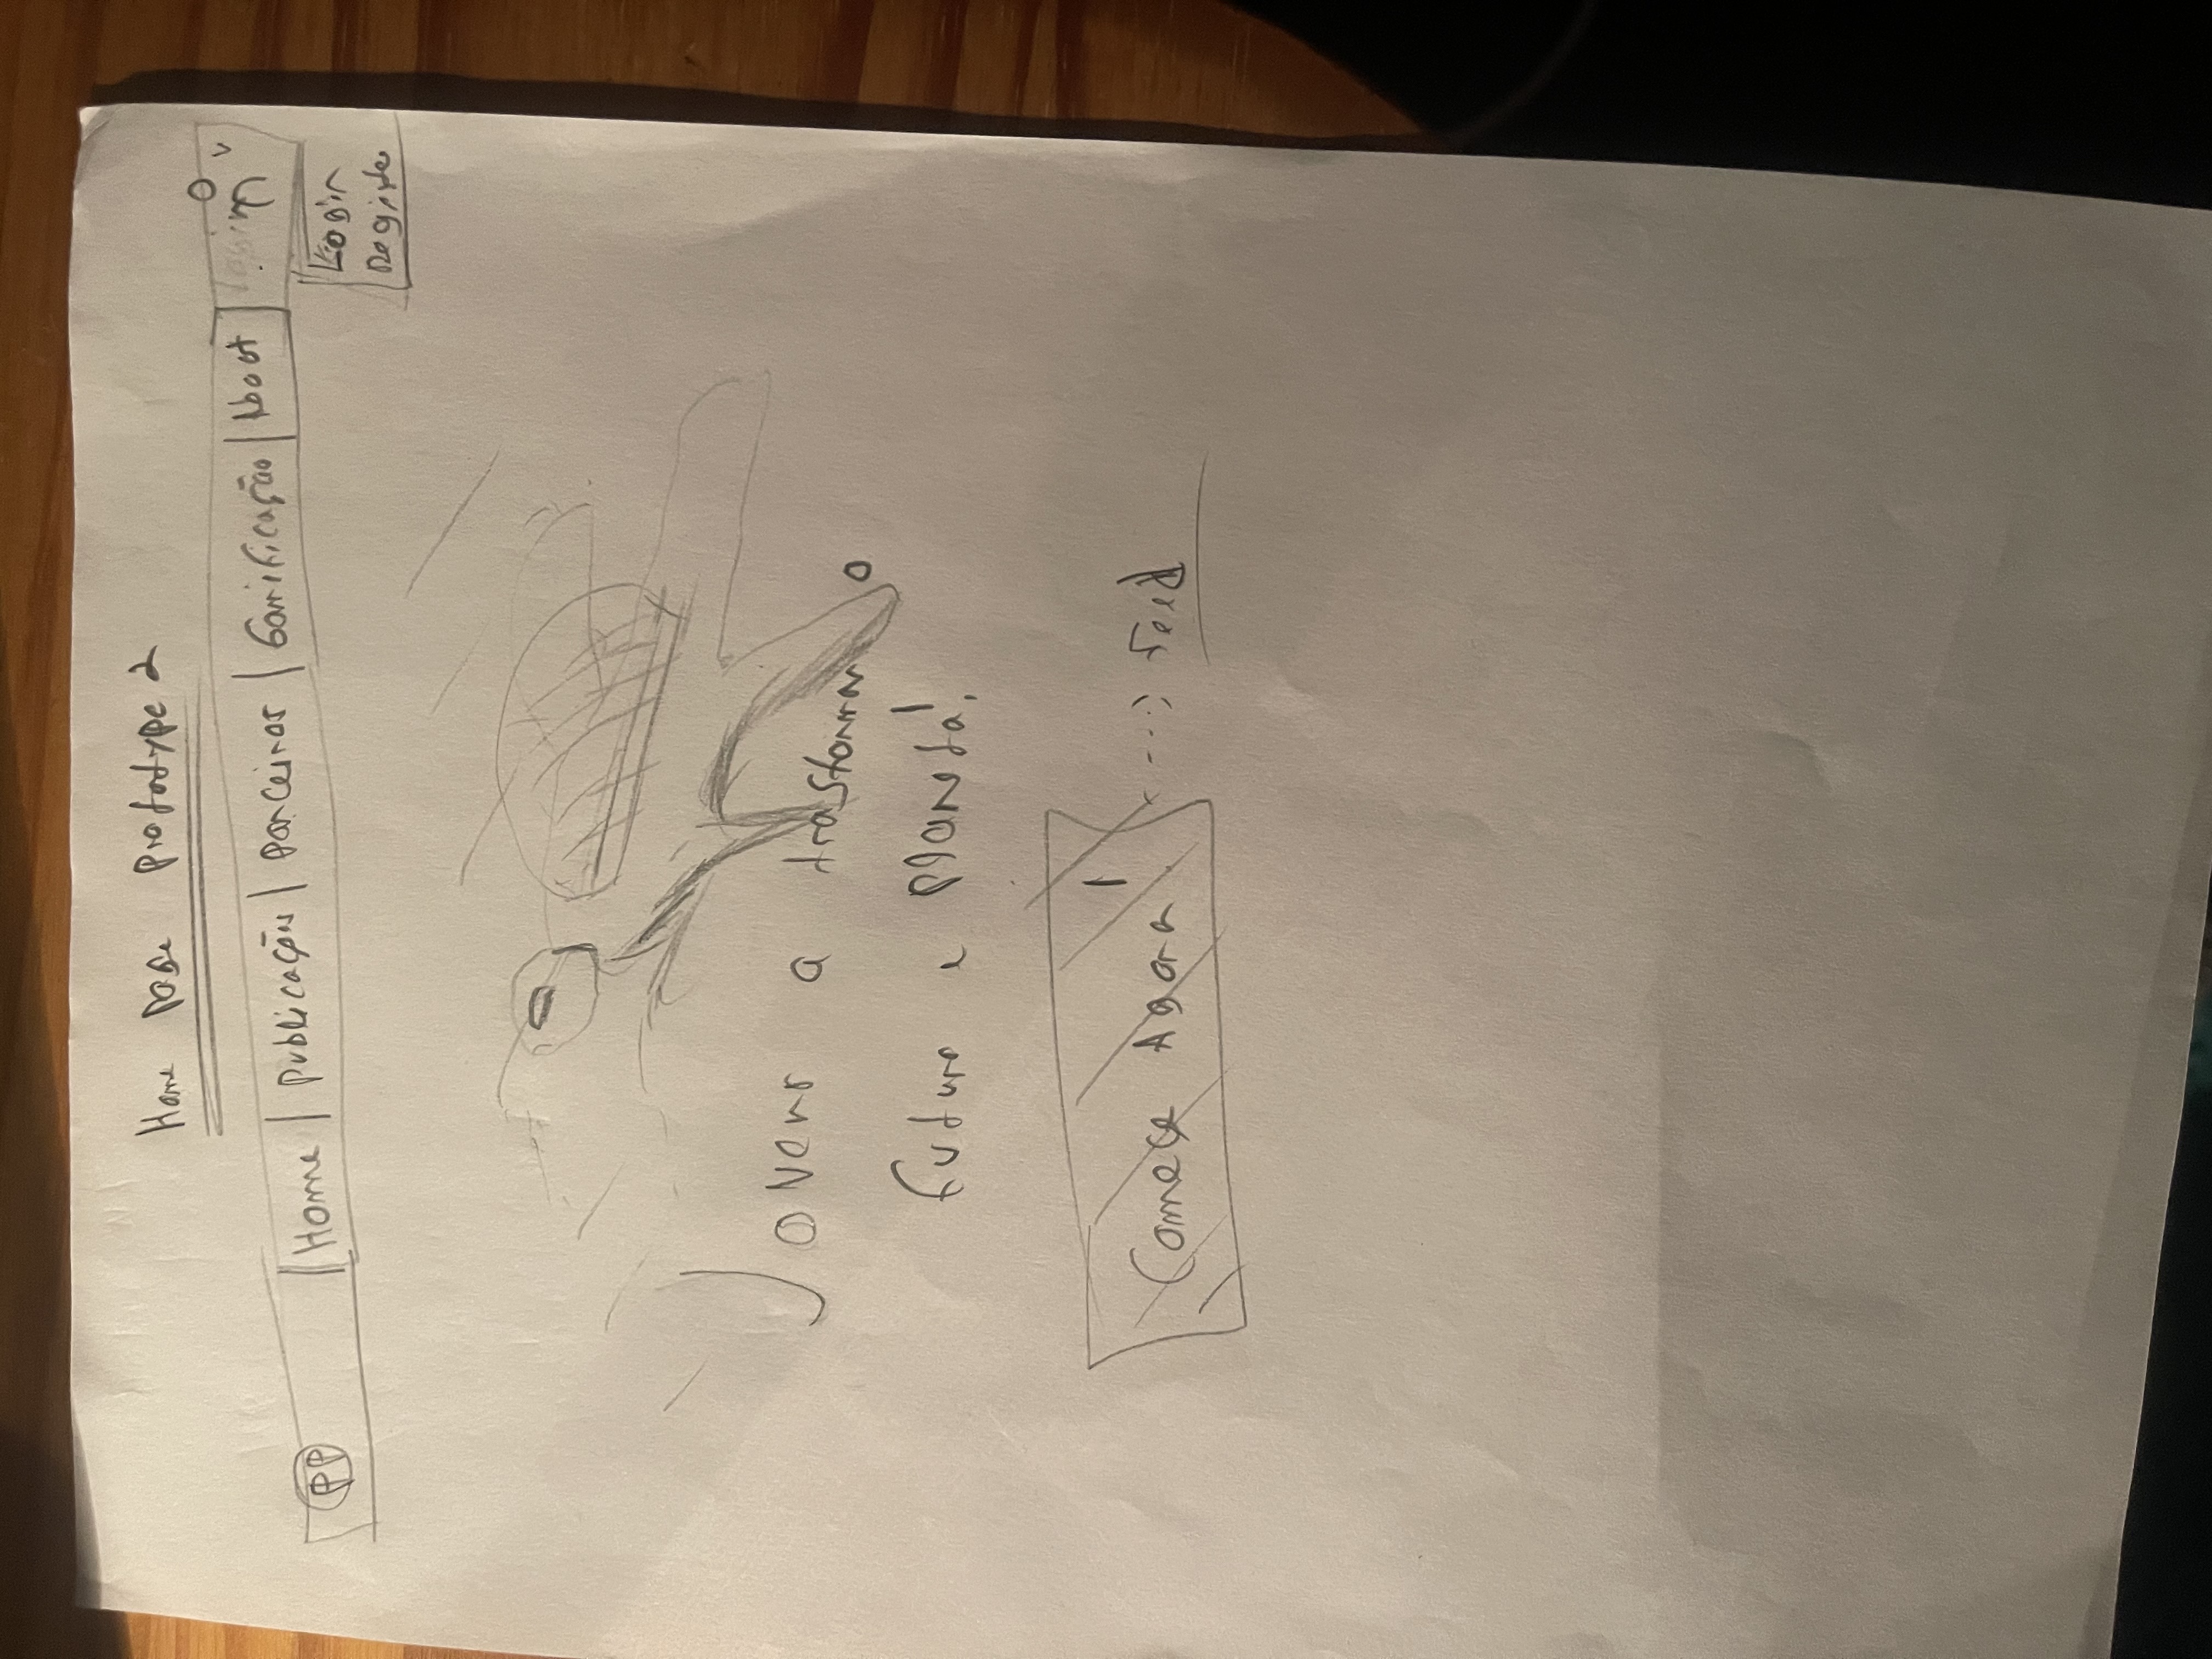 Home Page Prototype 2
PP | Home | Publicações | Parceiros | Gamificação | About
Login
Login
Register
Jovens a trasformar o
futuro e Planeta!
Comece Agora! ---> Feed